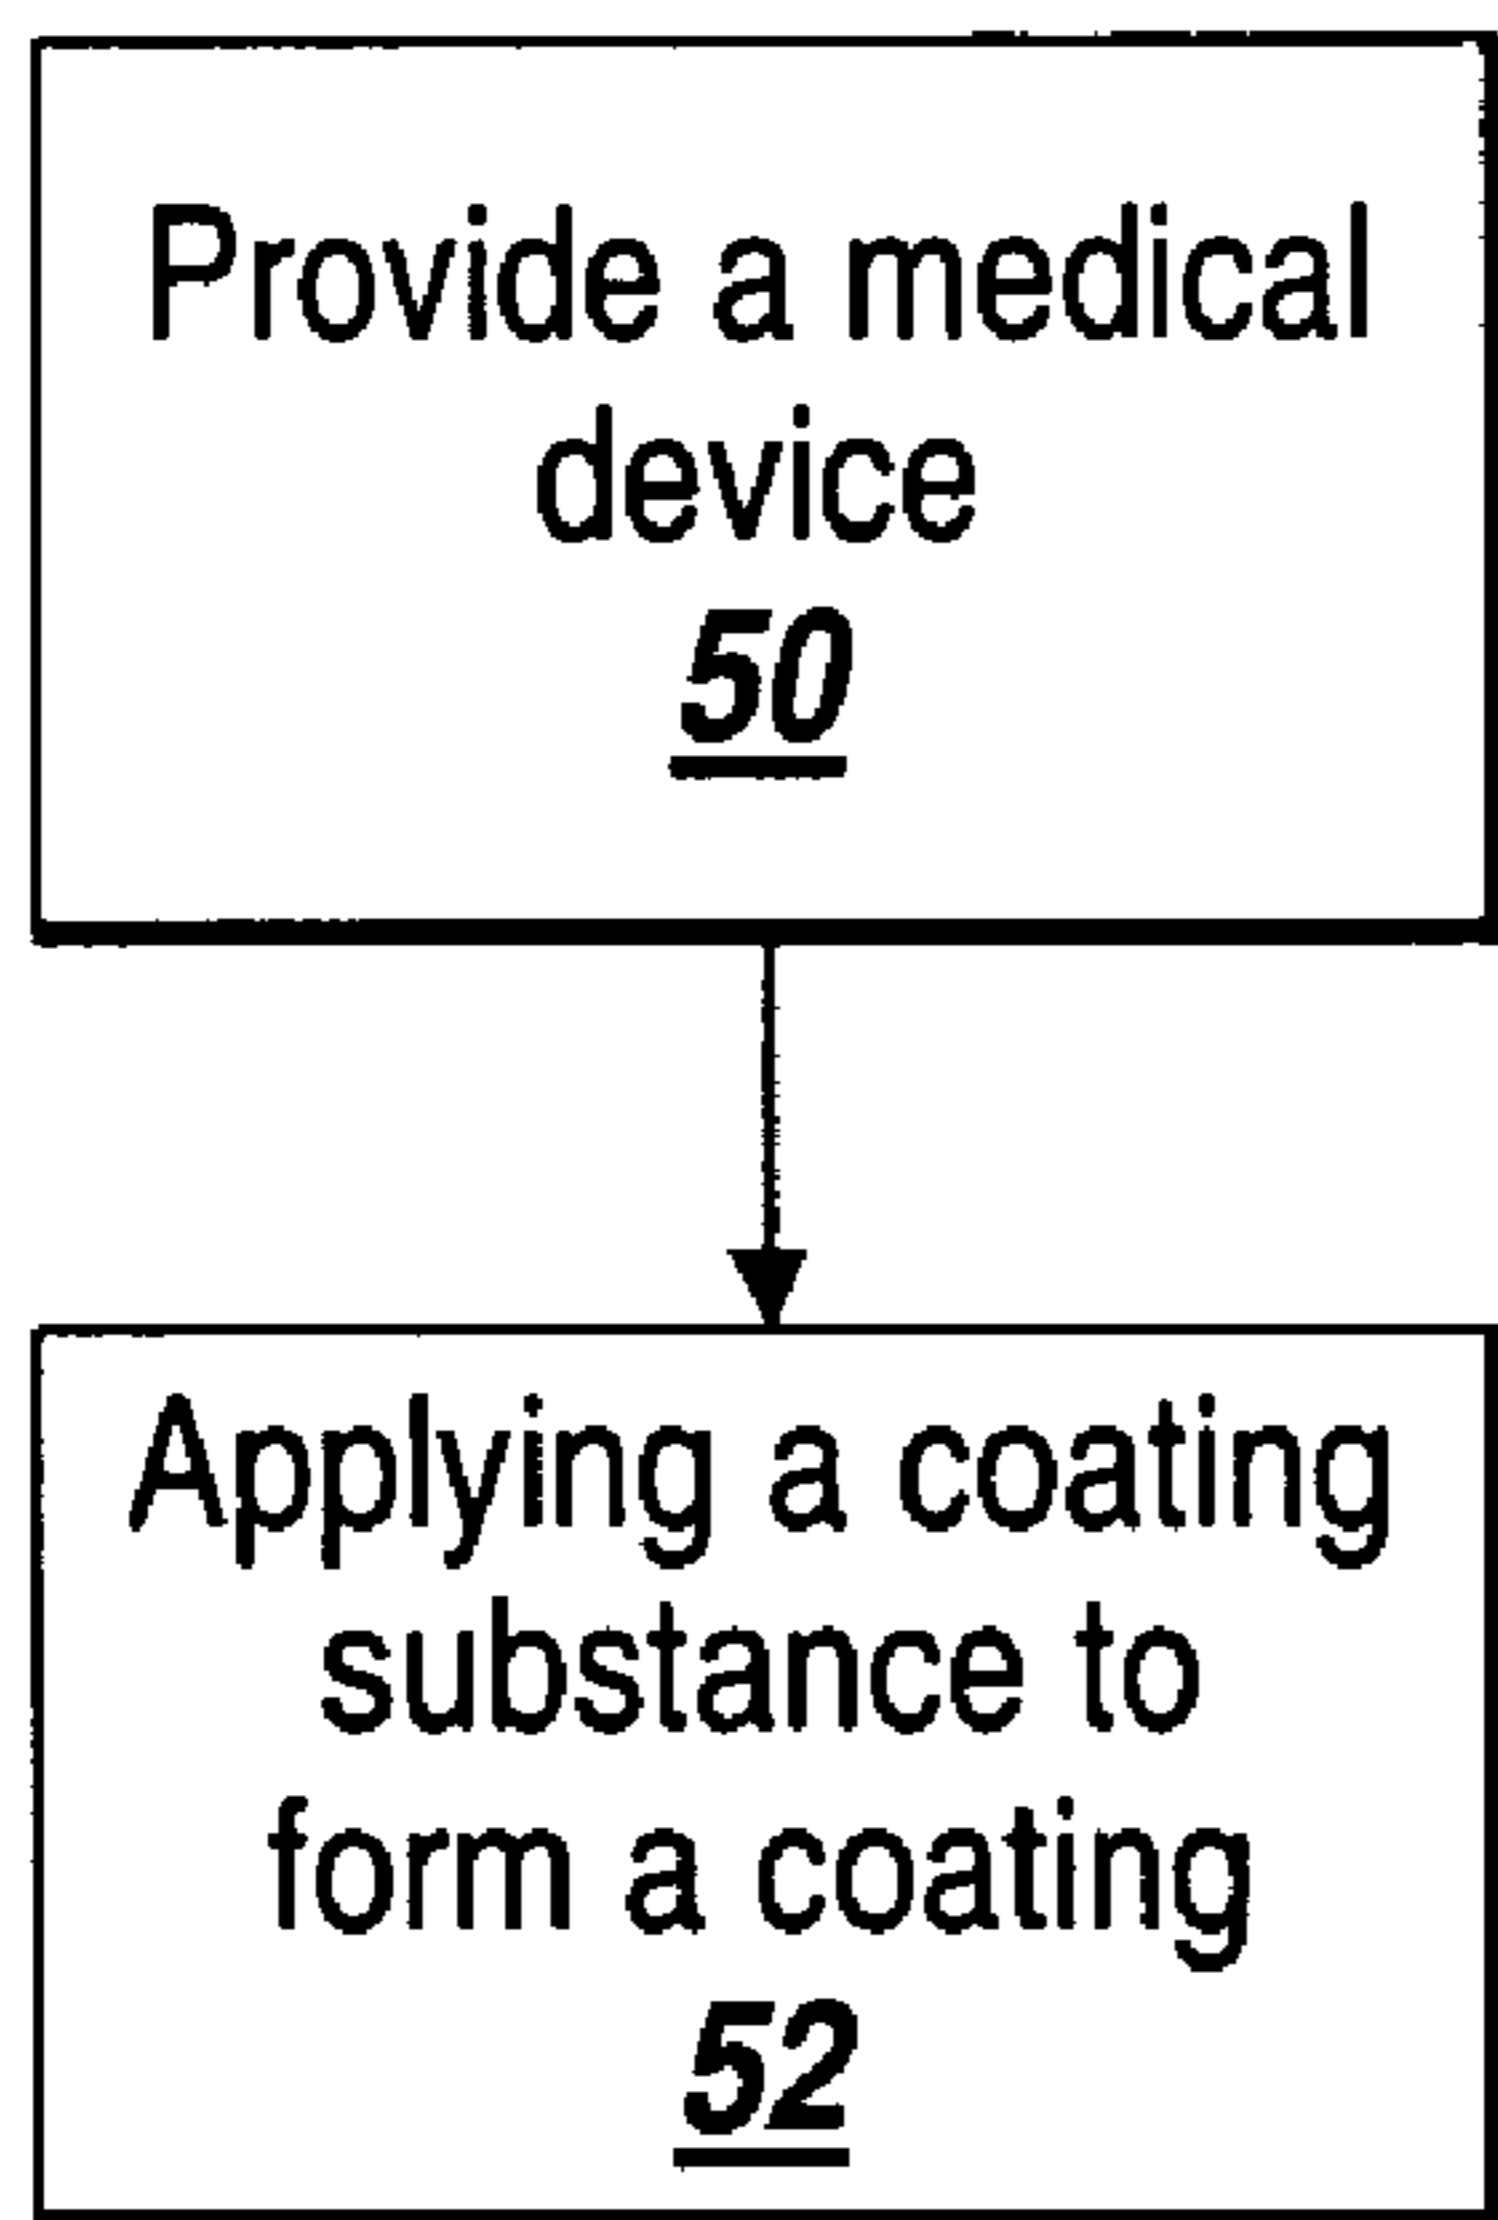 Provide a medical
device
50
Applying a coating
substance to
form a coating
52